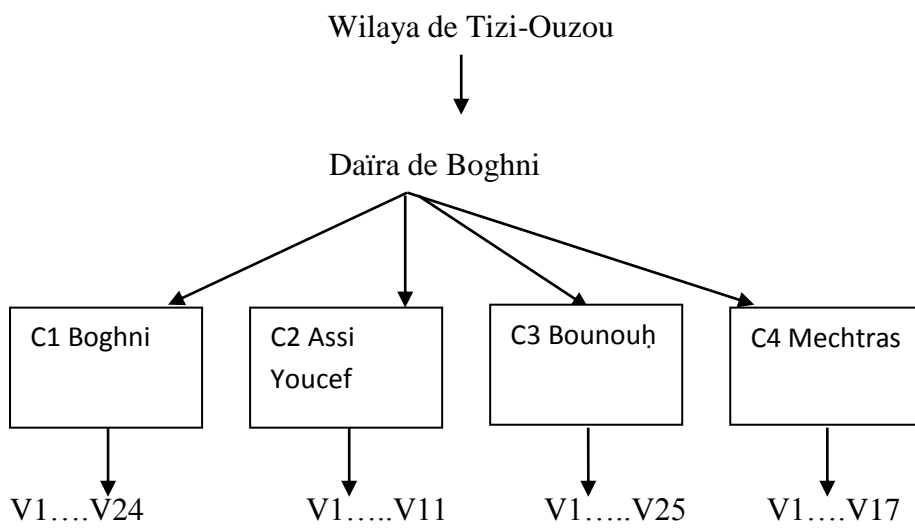 Wilaya de Tizi-Ouzou
Daïra de Boghni
C1 Boghni
C2 Assi
Youcef
C3 Bounouḥ
C4 Mechtras
V1….V24
V1…..V11
V1…..V25
V1….V17